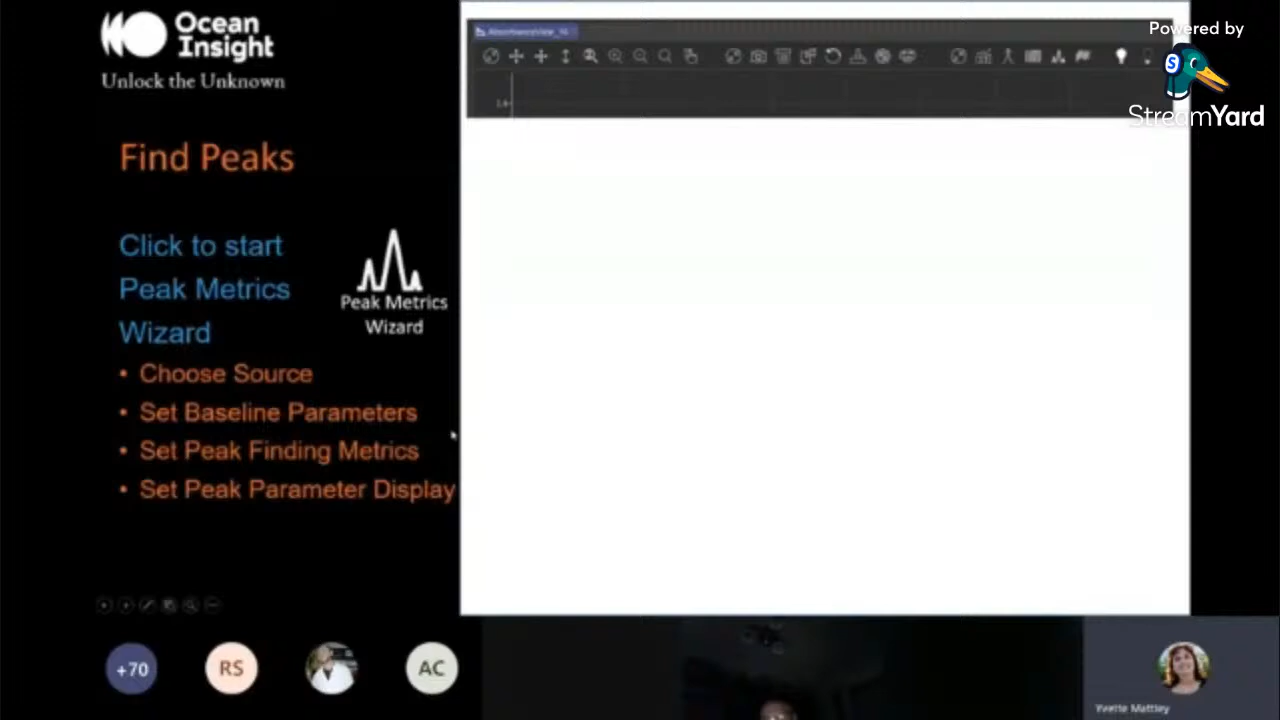 Ocean
Insight
Unlock the Unknown
Powered by
StreamYard
Find Peaks
Click to start
Peak Metrics
Wizard
Peak Metrics
Wizard
• Choose Source
• Set Baseline Parameters
• Set Peak Finding Metrics
• Set Peak Parameter Display
+70
RS
AC
Yvette Mattley